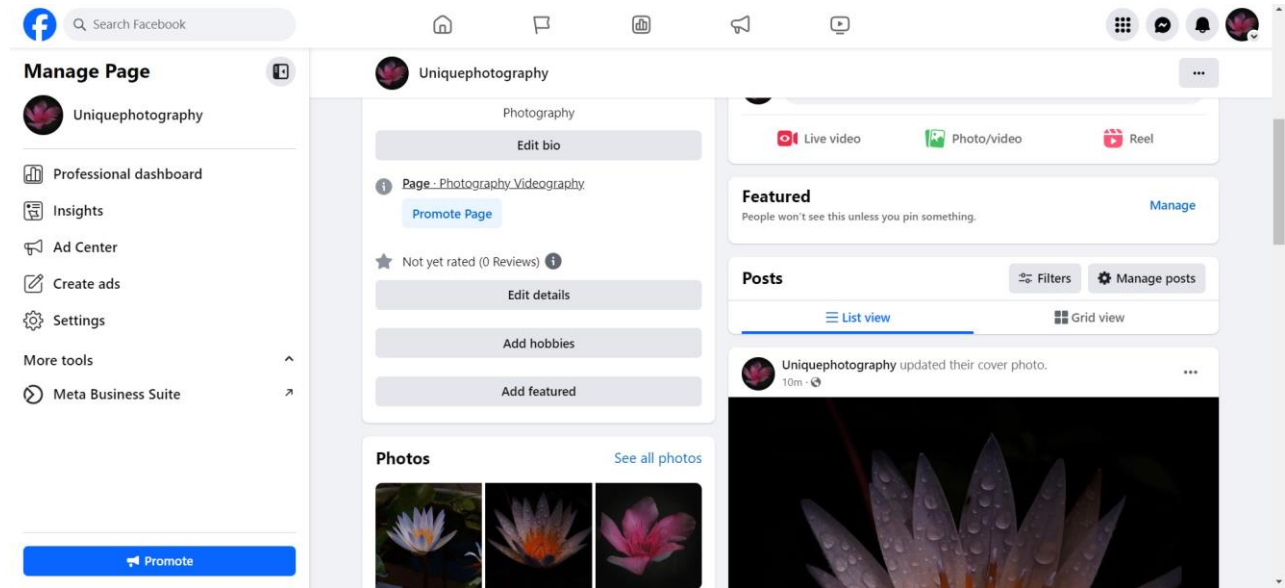 Search Facebook
Manage Page
Uniquephotography
Professional dashboard
Insights
Ad Center
Create ads
Settings
More tools
Meta Business Suite
Promote
Uniquephotography
Photography
Edit bio
Page · Photography Videography
Promote Page
Not yet rated (0 Reviews)
Edit details
Add hobbies
Add featured
Photos
See all photos
Live video
Photo/video
Reel
Featured
Manage
People won't see this unless you pin something.
Posts
Filters
Manage posts
List view
Grid view
Uniquephotography updated their cover photo.
10m ·